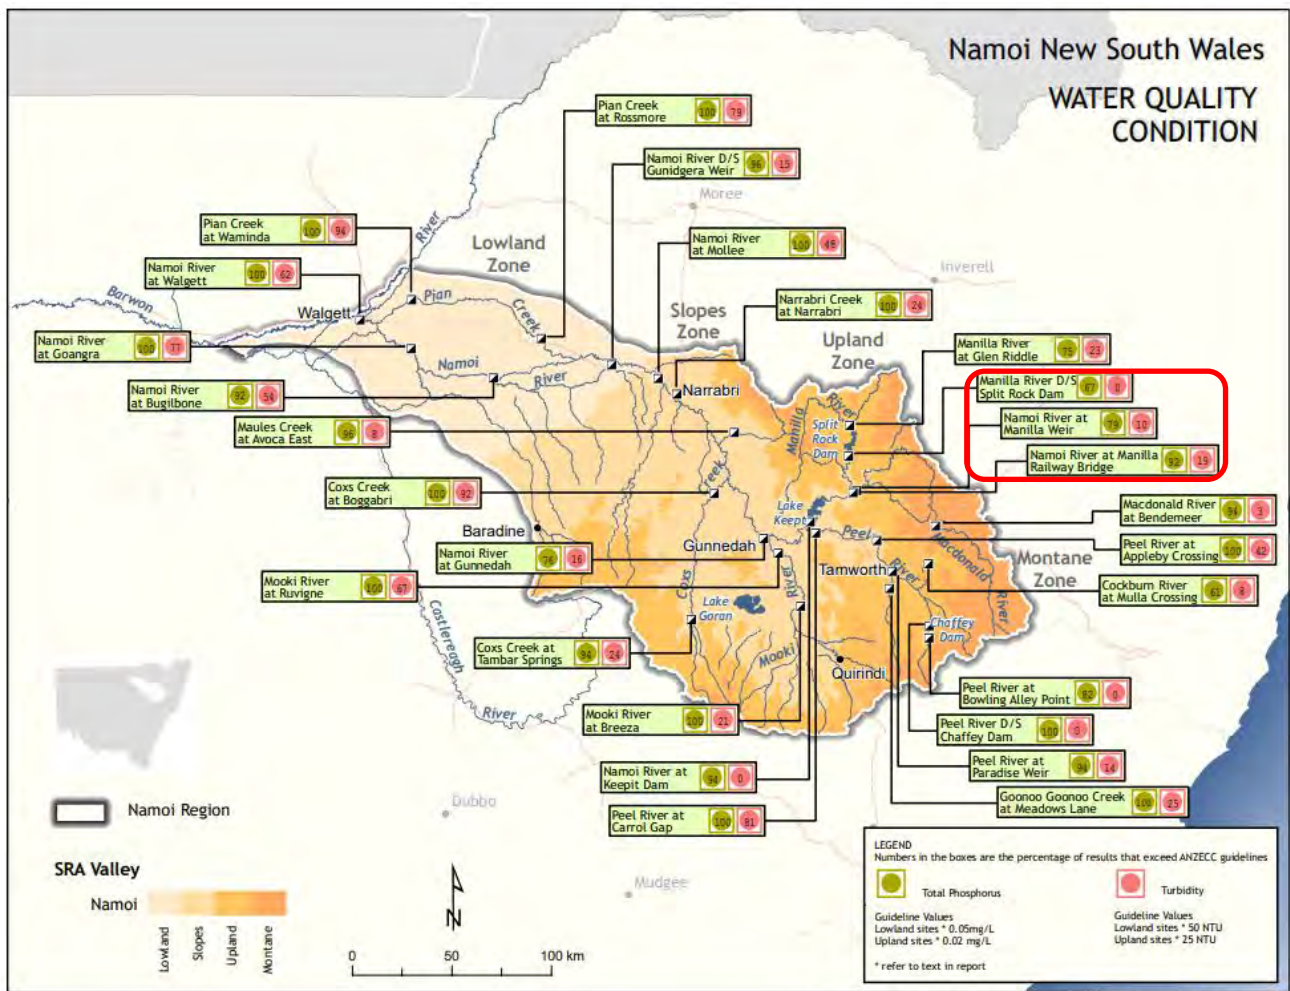 Namoi New South Wales
WATER QUALITY
CONDITION
Pian Creek
at Rossmore
100 79
Namoi River D/S
Gunidgera Weir
96 15
Moree
Pian Creek
at Waminda
100 94
Lowland
Zone
Namoi River
at Mollee
100 48
Namoi River
at Walgett
100 62
River
Inverell
Barwon
Pian
Creek
Walgett
Slopes
Zone
Narrabri Creek
at Narrabri
100 24
Namoi River
at Goangra
100 77
Namoi
River
Upland
Zone
Manilla River
at Glen Riddle
75 23
Namoi River
at Bugilbone
92 54
Narrabri
Manilla River D/S
Split Rock Dam
67 0
Maules Creek
at Avoca East
96 8
Manilla
River
Split
Rock
Dam
Namoi River at
Manilla Weir
79 10
Namoi River at Manilla
Railway Bridge
92 19
Coxs Creek
at Boggabri
100 92
Creek
Lake
Keept
Macdonald River
at Bendemeer
94 3
Baradine
Gunnedah
Peel
River
Macdonald
River
Namoi River
at Gunnedah
76 16
Peel River at
Appleby Crossing
100 42
Montane
Zone
Mooki River
at Ruvigne
100 67
Tamworth
Cockburn River
at Mulla Crossing
61 8
Coxs
River
Lake
Goran
Castlereagh
River
Chaffey
Dam
Coxs Creek at
Tambar Springs
94 24
Mooki
Quirindi
Peel River at
Bowling Alley Point
82 0
Mooki River
at Breeza
100 21
Peel River D/S
Chaffey Dam
100 0
Peel River at
Paradise Weir
94 14
Namoi River at
Keepit Dam
94 0
Goonoo Goonoo Creek
at Meadows Lane
100 25
Peel River at
Carrol Gap
100 81
Dubbo
Mudgee
Namoi Region
SRA Valley
Namoi
Lowland
Slopes
Upland
Montane
N
0 50 100 km
LEGEND
Numbers in the boxes are the percentage of results that exceed ANZECC guidelines
Total Phosphorus
Turbidity
Guideline Values
Lowland sites * 0.05mg/L
Upland sites * 0.02 mg/L
Guideline Values
Lowland sites * 50 NTU
Upland sites * 25 NTU
* refer to text in report